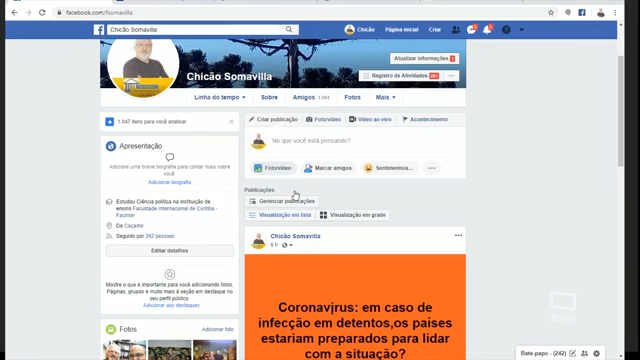 facebook.com/fsomavilla
Chicão Somavilla
Chicão
Página inicial
Criar
Atualizar informações
Registro de Atividades
Chicão Somavilla
Linha do tempo
Sobre
Amigos
Fotos
Mais
1.047 itens para você analisar
Criar publicação
Foto/vídeo
Vídeo ao vivo
Acontecimento
Apresentação
No que você está pensando?
Adicione uma breve biografia para contar mais sobre
você.
Adicionar biografia
Foto/vídeo
Marcar amigos
Sentimento/a...
Publicações
Gerenciar publicações
Estudou Ciência política na instituição de
ensino Faculdade Internacional de Curitiba -
Facinter
De Caçador
Seguido por 362 pessoas
Visualização em lista
Visualização em grade
Editar detalhes
Chicão Somavilla
6 h
Mostre o que é importante para você adicionando fotos,
Páginas, grupos e muito mais à seção em destaque no
seu perfil público.
Adicionar aos destaques
Coronavírus: em caso de
infecção em detentos,os países
estariam preparados para lidar
com a situação?
Fotos
Adicionar foto
Bate-papo (242)